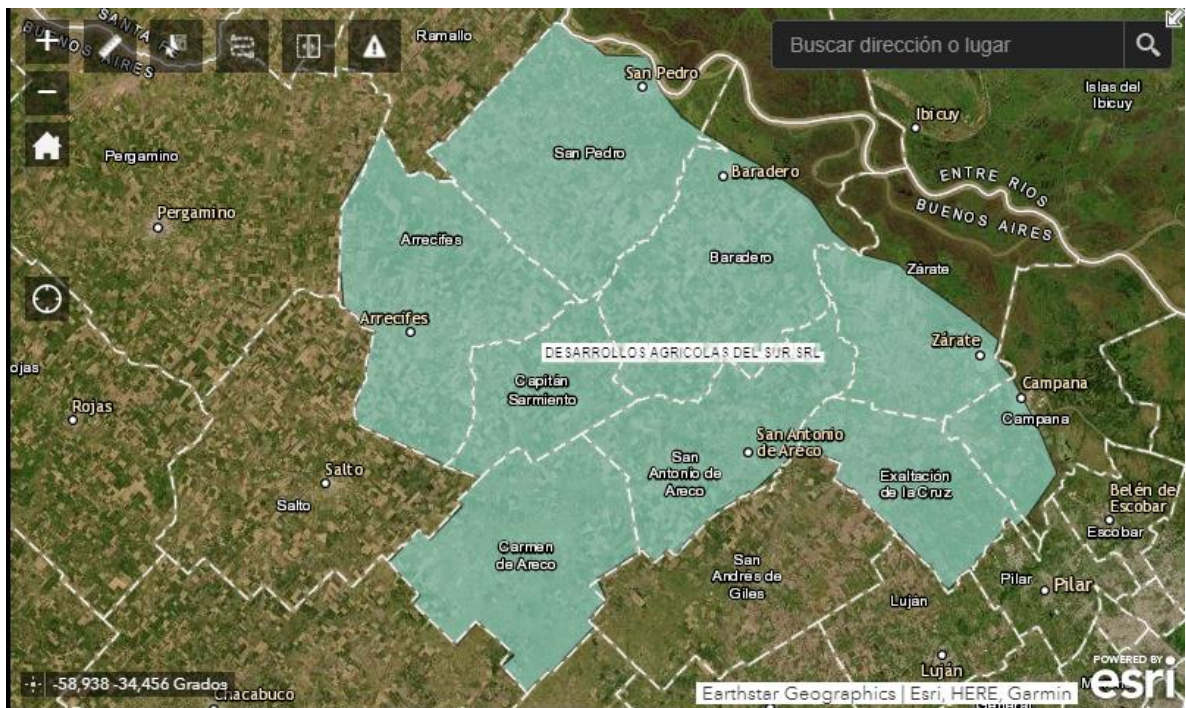 SANTA F
BUENOS AIRES
Ramallo
Buscar dirección o lugar
San Pedro
Islas del
Ibicuy
Ibicuy
Pergamino
San Pedro
Baradero
ENTRE RIOS
BUENOS AIRES
Pergamino
Arrecifes
Baradero
Zárate
Arrecifes
Zárate
DESARROLLOS AGRICOLAS DEL SUR SRL
ojas
Capitán
Sarmiento
Campana
Campana
Rojas
San Antonio
de Areco
Salto
San
Antonio de
Areco
Exaltación
de la Cruz
Belén de
Escobar
Salto
Escobar
Carmen
de Areco
San
Andrés de
Giles
Pilar
Pilar
Luján
Luján
POWERED BY
esri
-58,938 -34,456 Grados
Chacabuco
Earthstar Geographics | Esri, HERE, Garmin